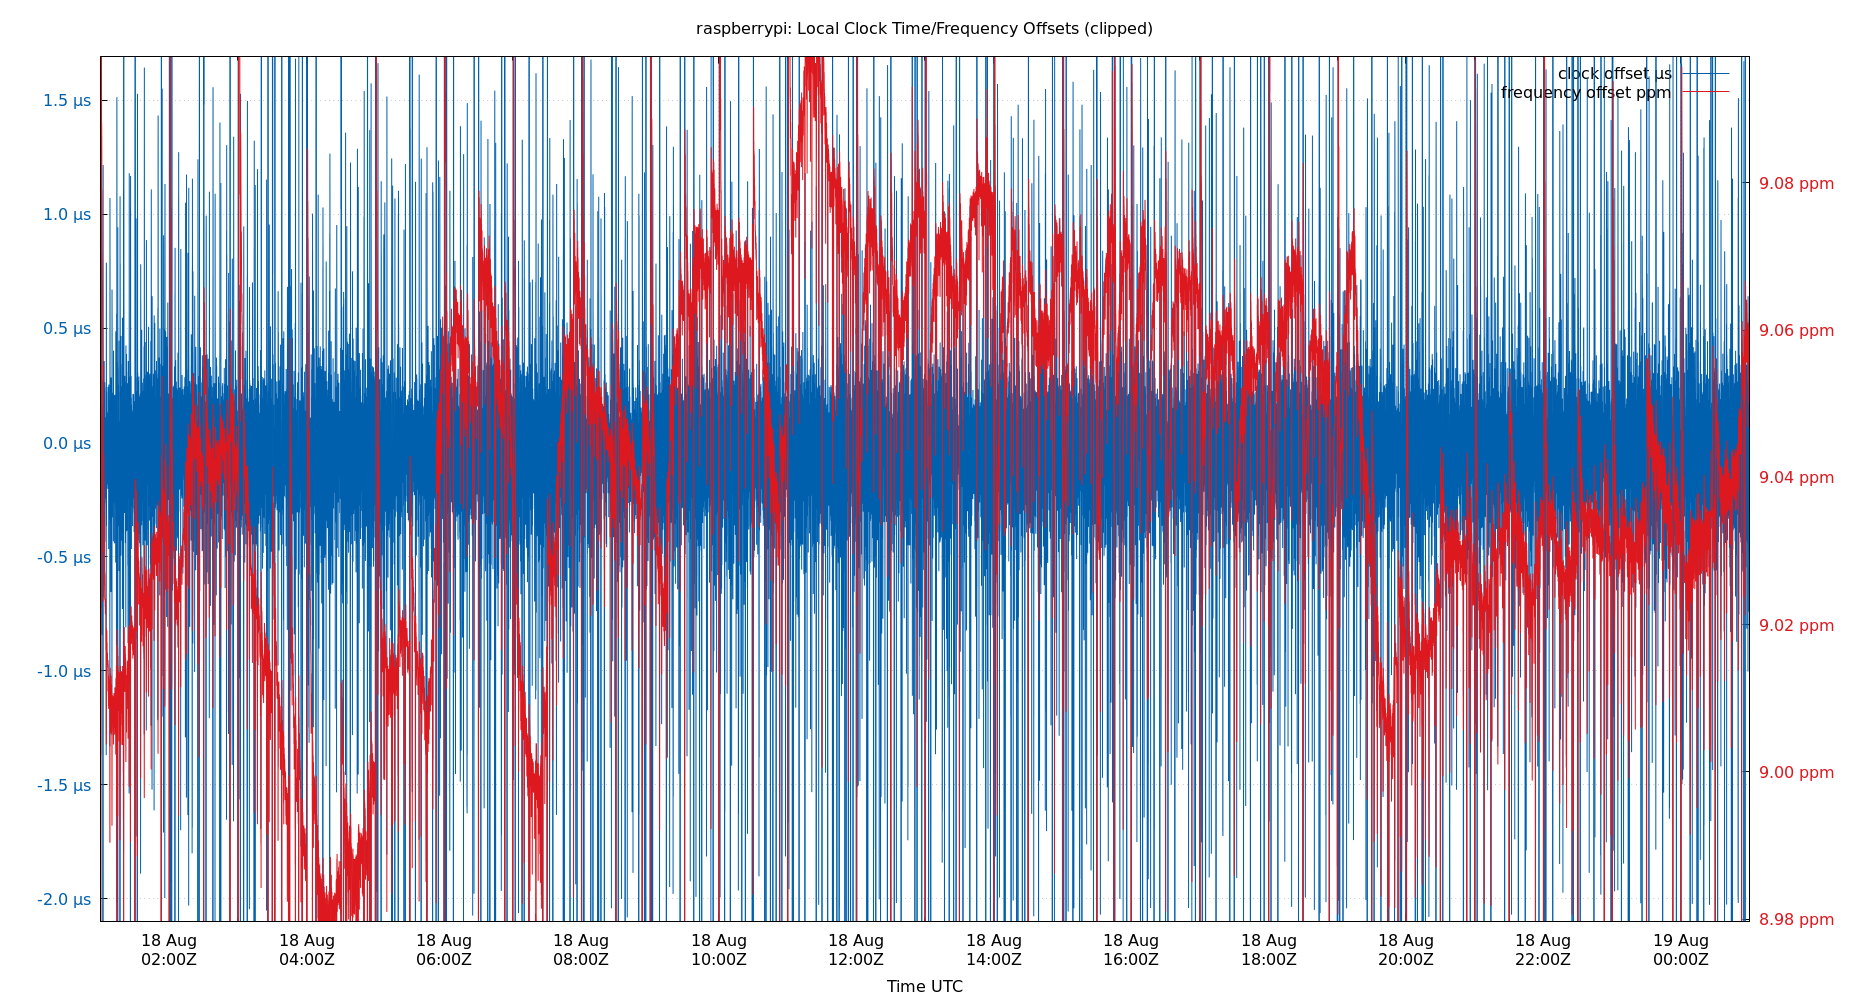 raspberrypi: Local Clock Time/Frequency Offsets (clipped)
clock offset µs
frequency offset ppm
1.5 µs
1.0 µs
0.5 µs
0.0 µs
-0.5 µs
-1.0 µs
-1.5 µs
-2.0 µs
9.08 ppm
9.06 ppm
9.04 ppm
9.02 ppm
9.00 ppm
8.98 ppm
18 Aug 18 Aug 18 Aug 18 Aug 18 Aug 18 Aug 18 Aug 18 Aug 18 Aug 18 Aug 18 Aug 19 Aug
02:00Z 04:00Z 06:00Z 08:00Z 10:00Z 12:00Z 14:00Z 16:00Z 18:00Z 20:00Z 22:00Z 00:00Z
Time UTC